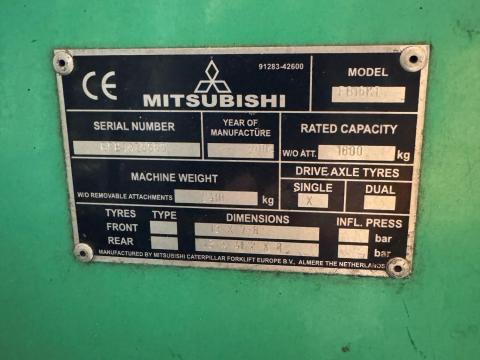 CE
91283-42600
MITSUBISHI
MODEL
SERIAL NUMBER
YEAR OF
MANUFACTURE
RATED CAPACITY
W/O ATT. 1600 kg
MACHINE WEIGHT
W/O REMOVABLE ATTACHMENTS kg
DRIVE AXLE TYRES
SINGLE DUAL
X
TYRES TYPE DIMENSIONS INFL. PRESS
FRONT bar
REAR bar
MANUFACTURED BY MITSUBISHI CATERPILLAR FORKLIFT EUROPE B.V., ALMERE THE NETHERLANDS